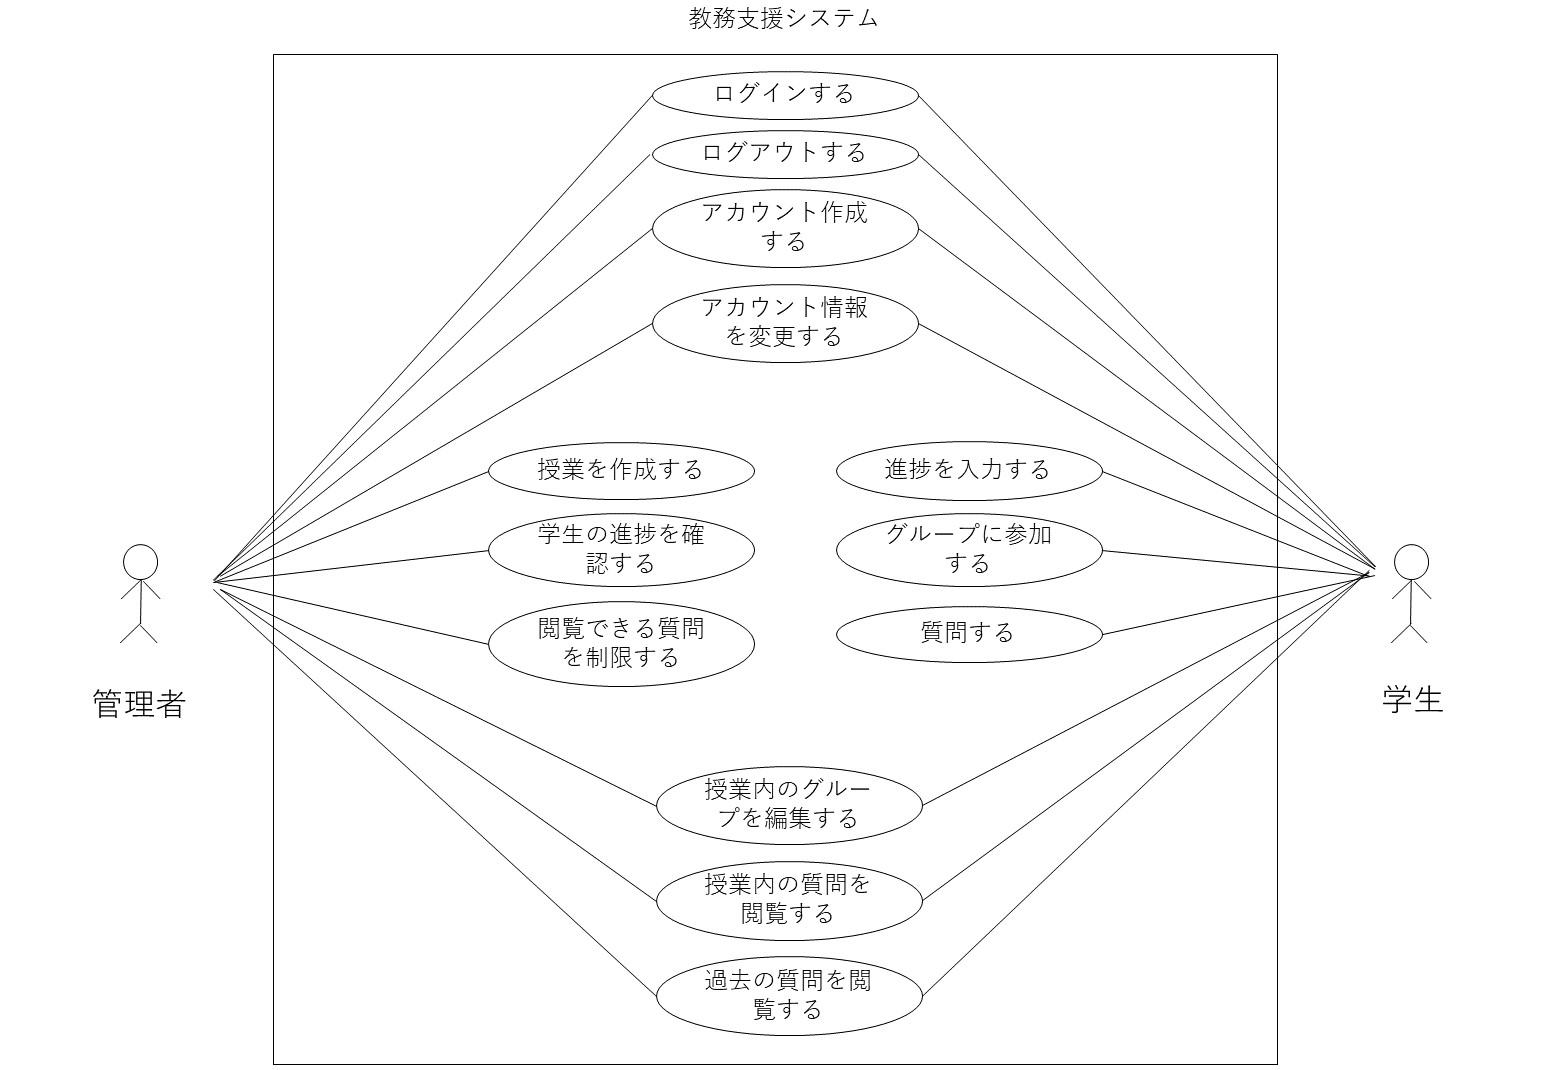 教務支援システム
ログインする
ログアウトする
アカウント作成
する
アカウント情報
を変更する
授業を作成する
進捗を入力する
学生の進捗を確
認する
グループに参加
する
閲覧できる質問
を制限する
質問する
管理者
学生
授業内のグルー
プを編集する
授業内の質問を
閲覧する
過去の質問を閲
覧する